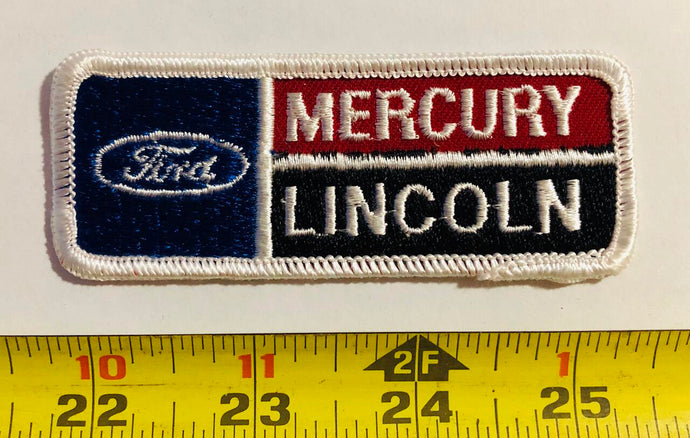 Ford
MERCURY
LINCOLN
10 11 2F 1
22 23 24 25